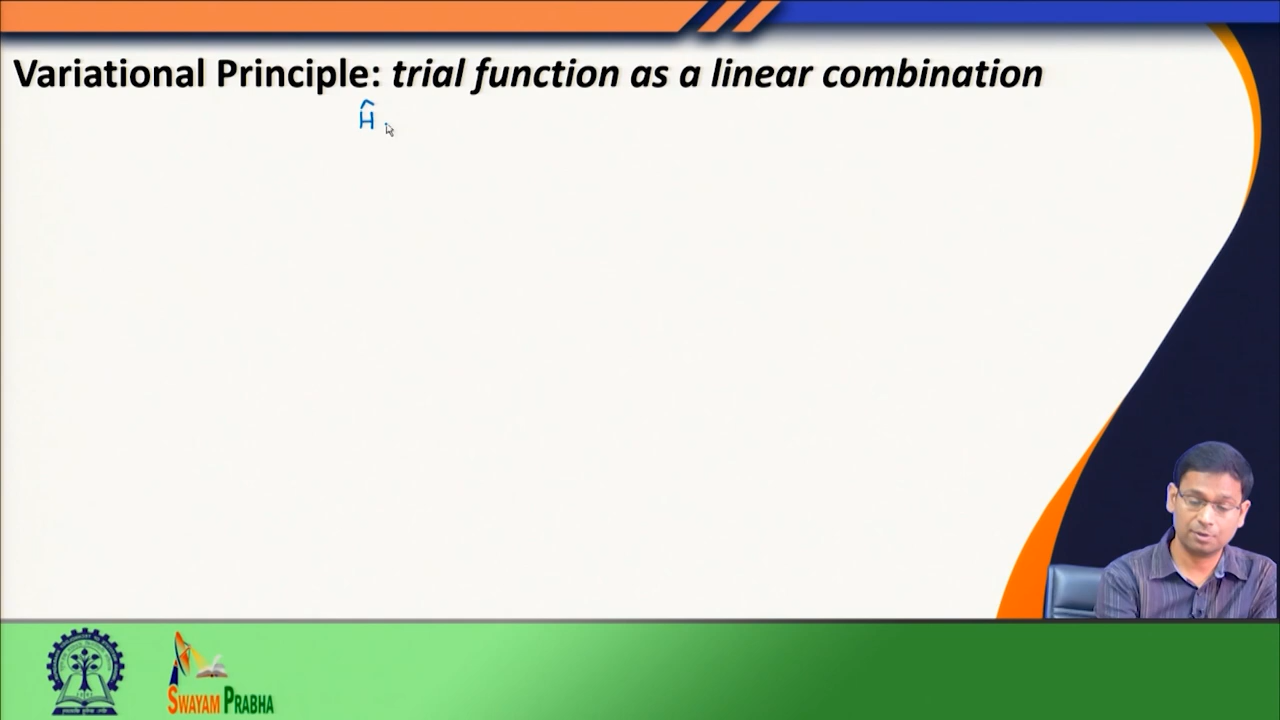 Variational Principle: trial function as a linear combination
Ĥ
SWAYAM PRABHA